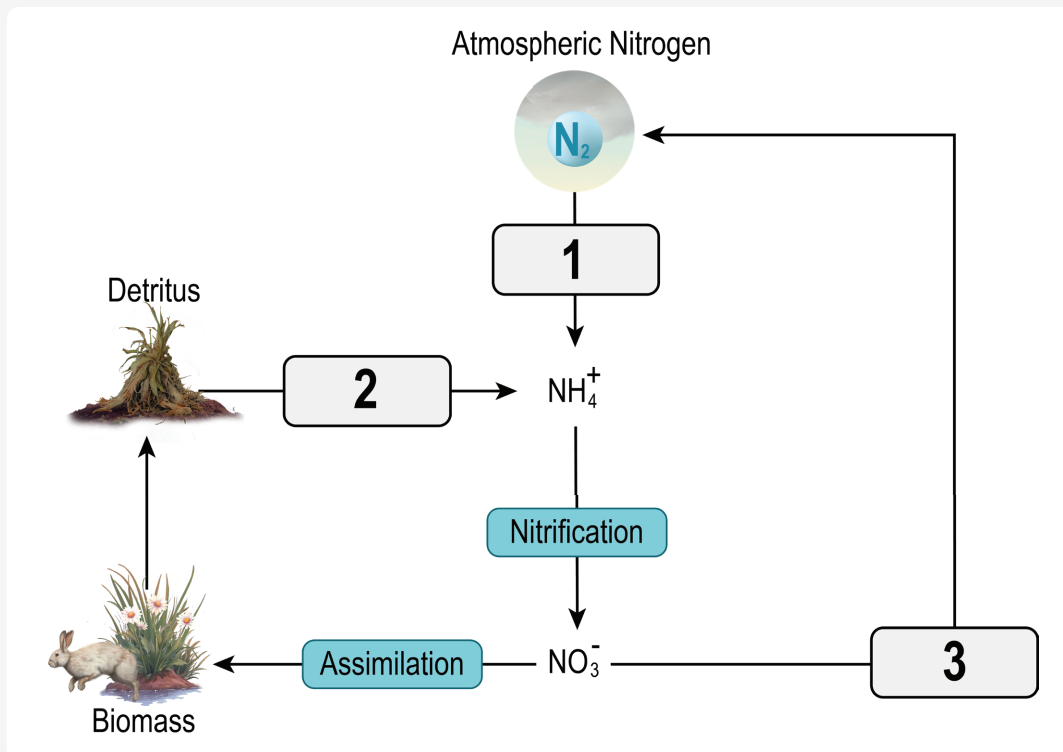 Atmospheric Nitrogen
N₂
1
Detritus
2
NH₄⁺
Nitrification
Assimilation
NO₃⁻
3
Biomass